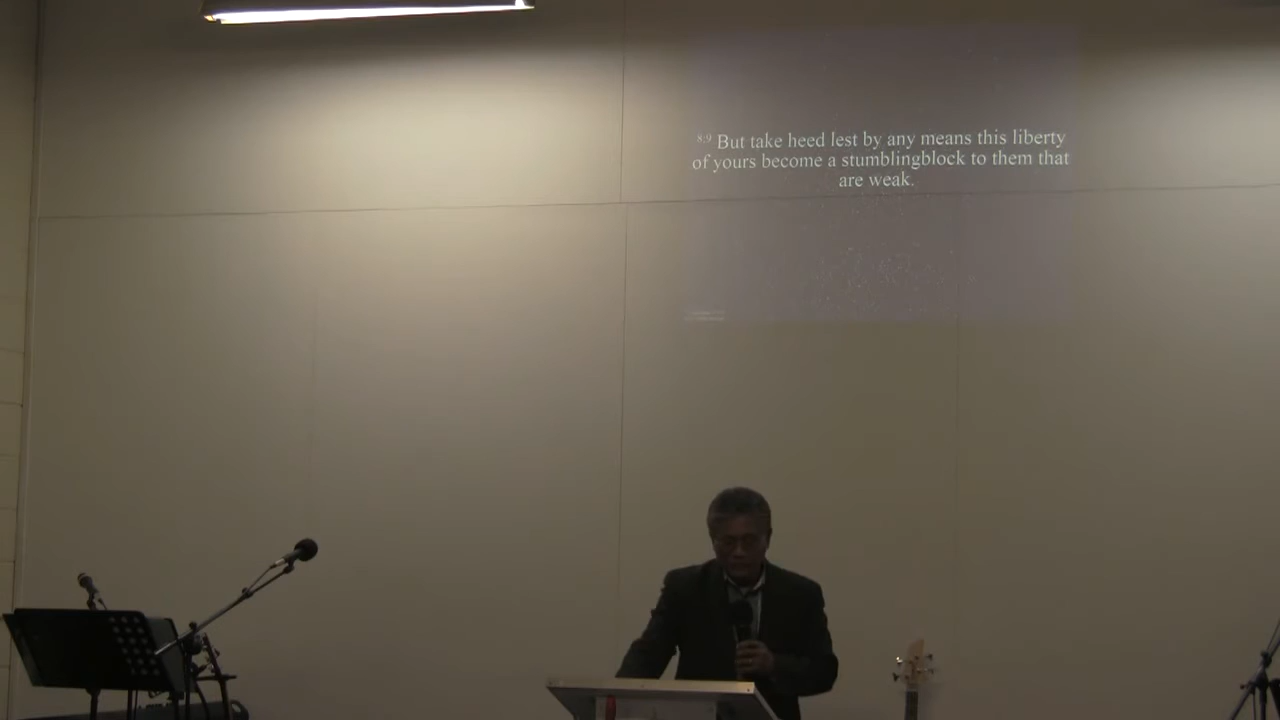 8:9 But take heed lest by any means this liberty
of yours become a stumblingblock to them that
are weak.